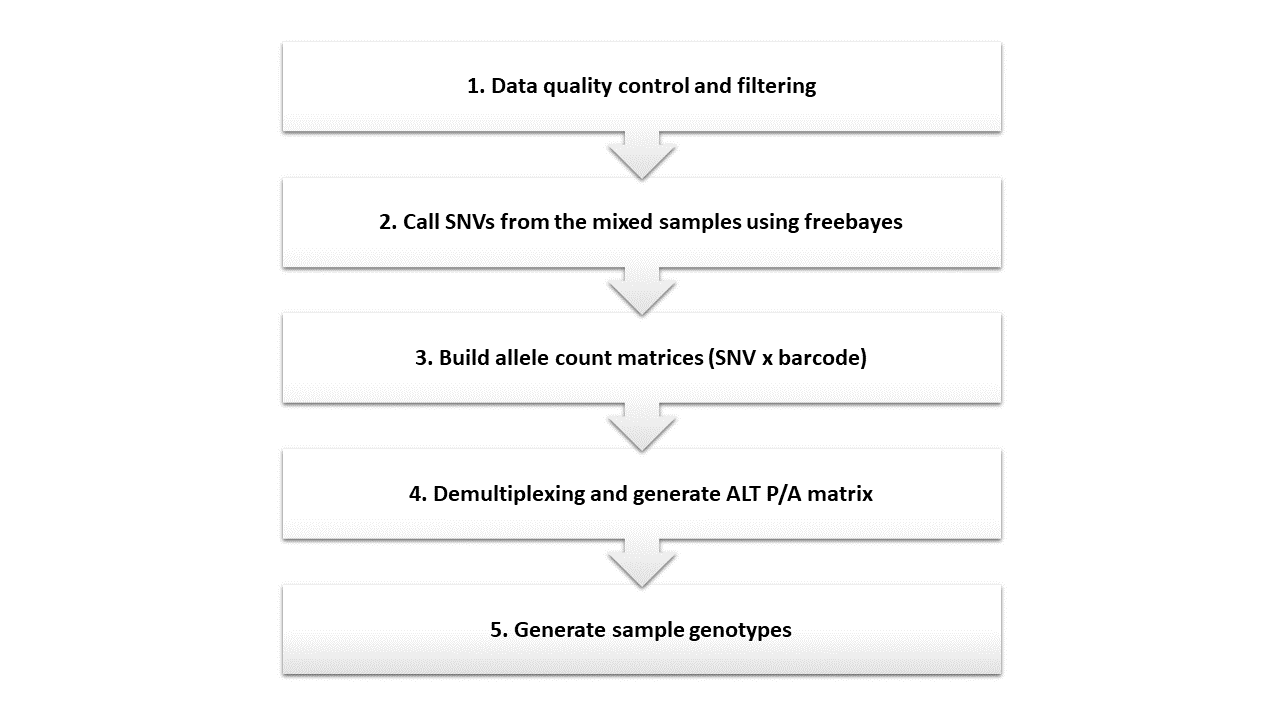 1. Data quality control and filtering
2. Call SNVs from the mixed samples using freebayes
3. Build allele count matrices (SNV x barcode)
4. Demultiplexing and generate ALT P/A matrix
5. Generate sample genotypes